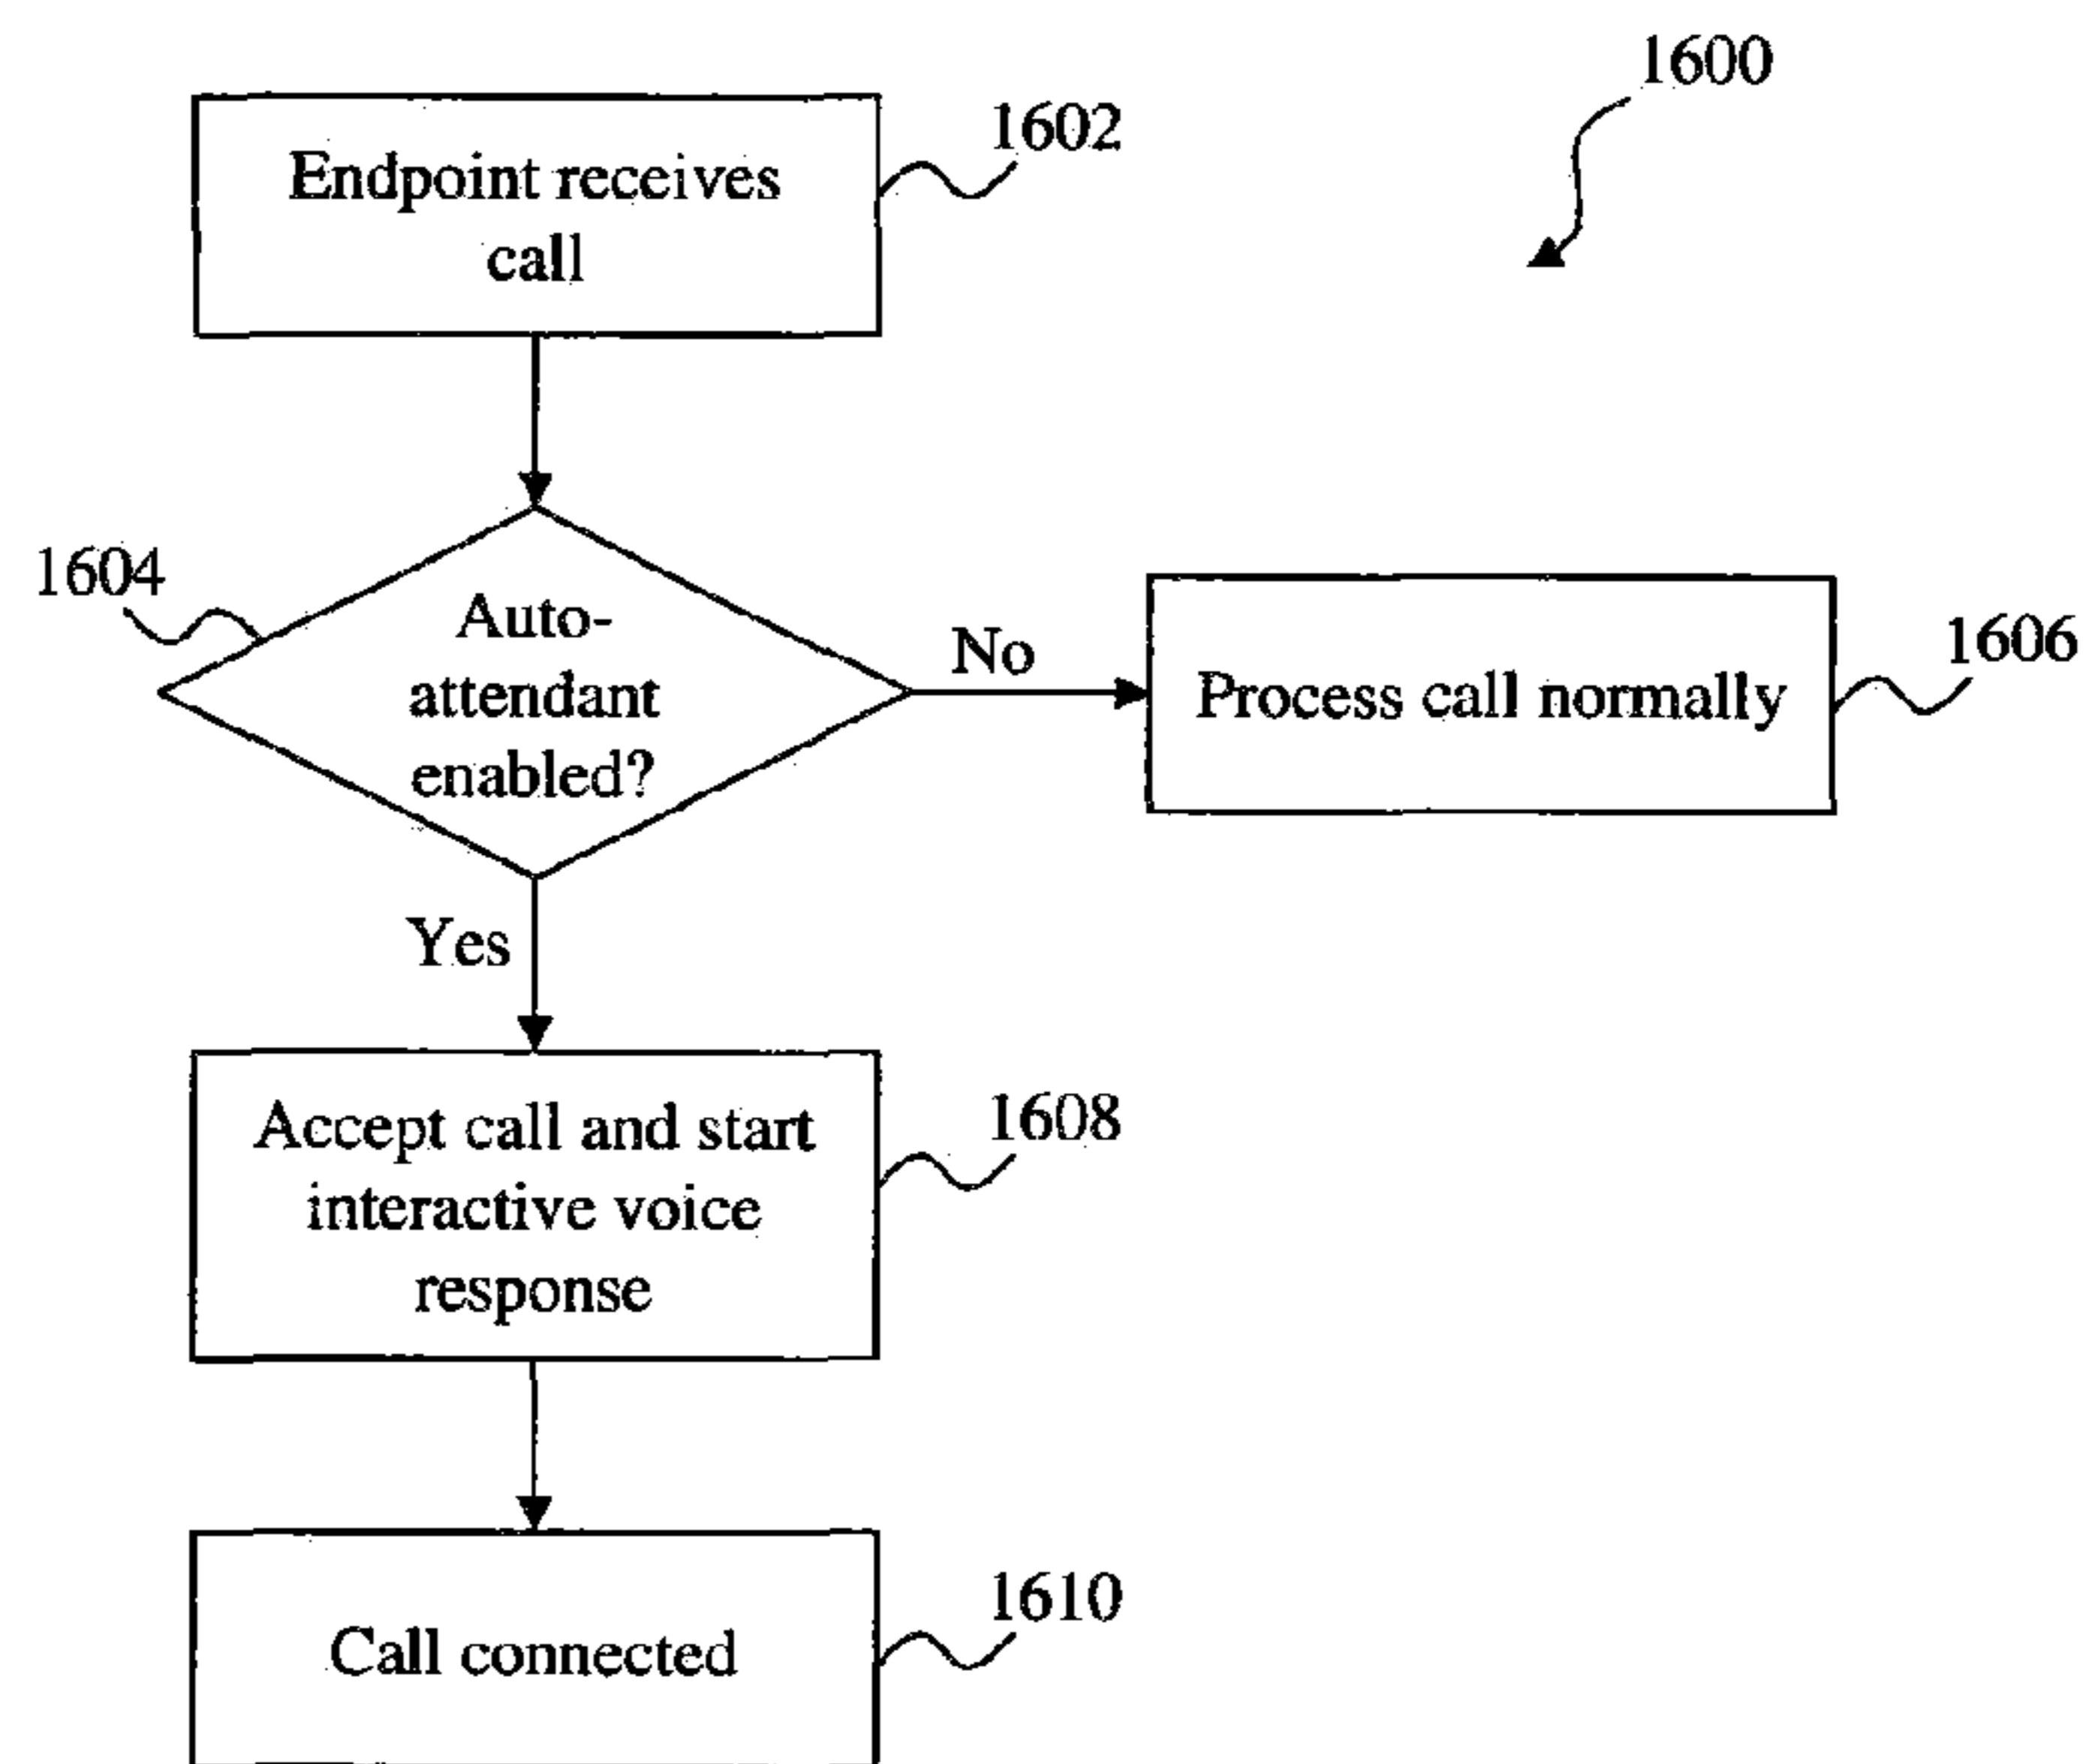 1600
Endpoint receives
call
1602
1604
Auto-
attendant
enabled?
No
Process call normally
1606
Yes
Accept call and start
interactive voice
response
1608
Call connected
1610